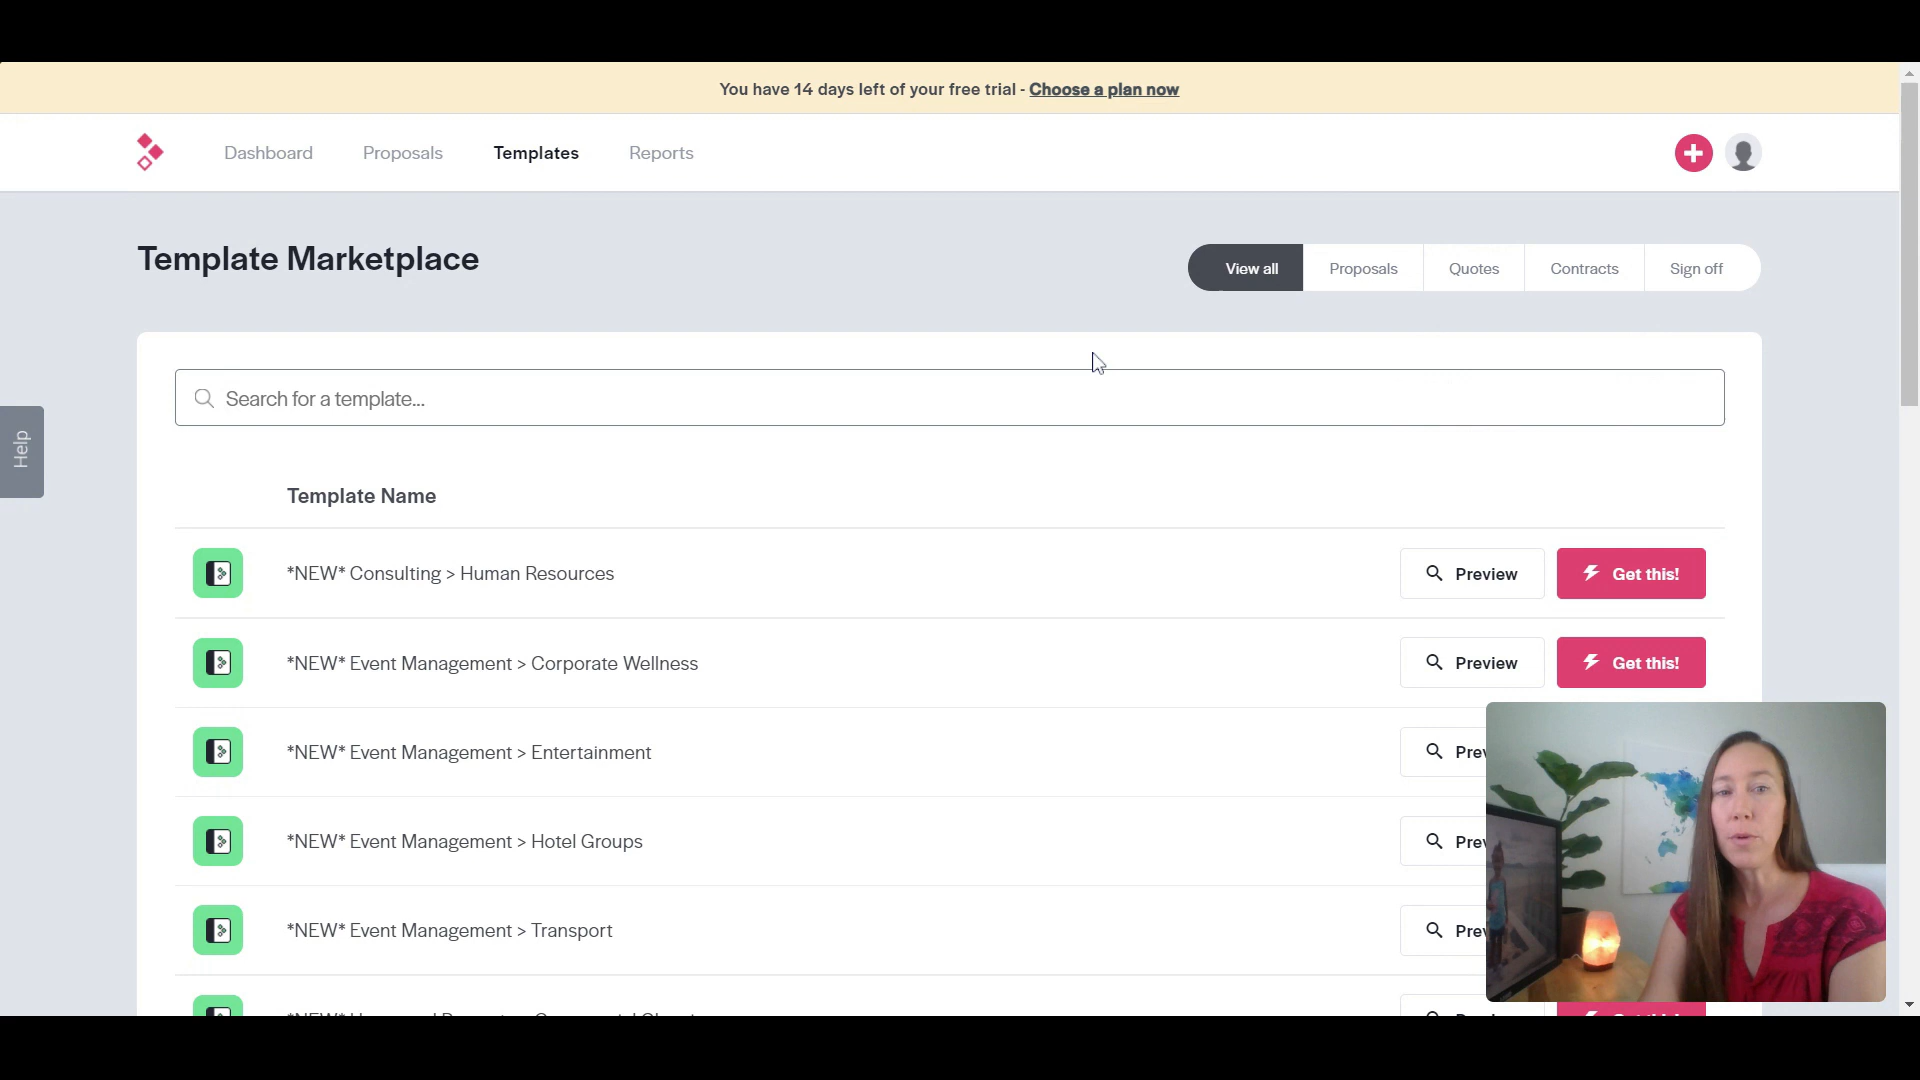 You have 14 days left of your free trial - Choose a plan now
Dashboard Proposals Templates Reports
Template Marketplace
View all Proposals Quotes Contracts Sign off
Search for a template...
Help
Template Name
*NEW* Consulting > Human Resources Preview Get this!
*NEW* Event Management > Corporate Wellness Preview Get this!
*NEW* Event Management > Entertainment
*NEW* Event Management > Hotel Groups
*NEW* Event Management > Transport